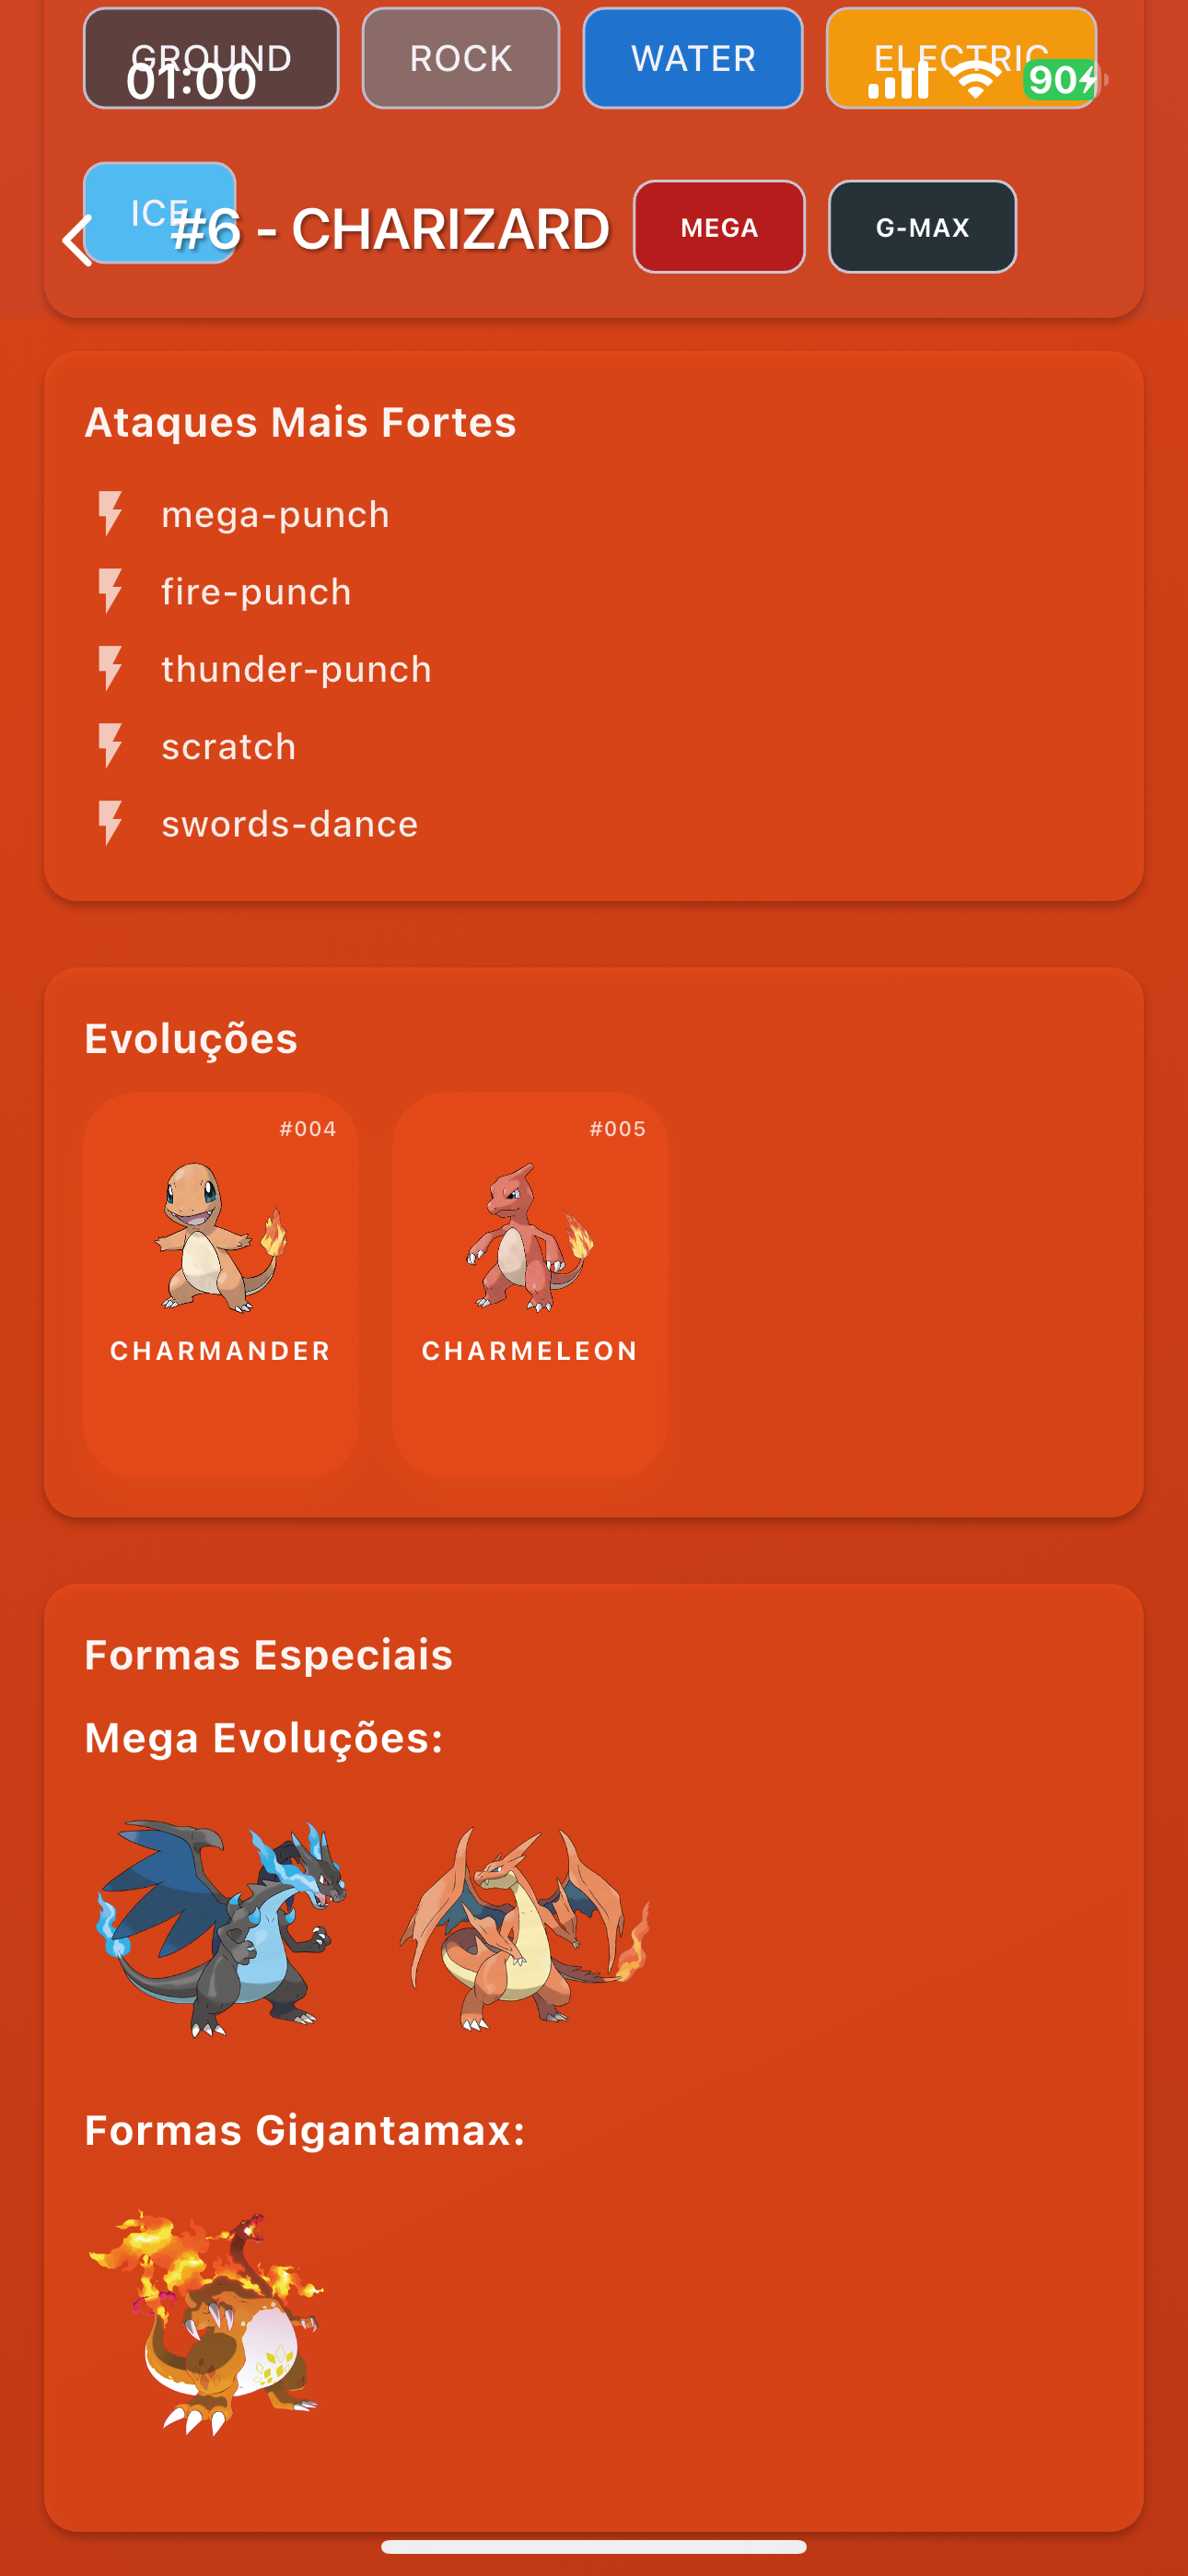 GROUND ROCK WATER ELECTRIC
01:00 90
ICE
#6 - CHARIZARD MEGA G-MAX
Ataques Mais Fortes
mega-punch
fire-punch
thunder-punch
scratch
swords-dance
Evoluções
#004 #005
CHARMANDER CHARMELEON
Formas Especiais
Mega Evoluções:
Formas Gigantamax: